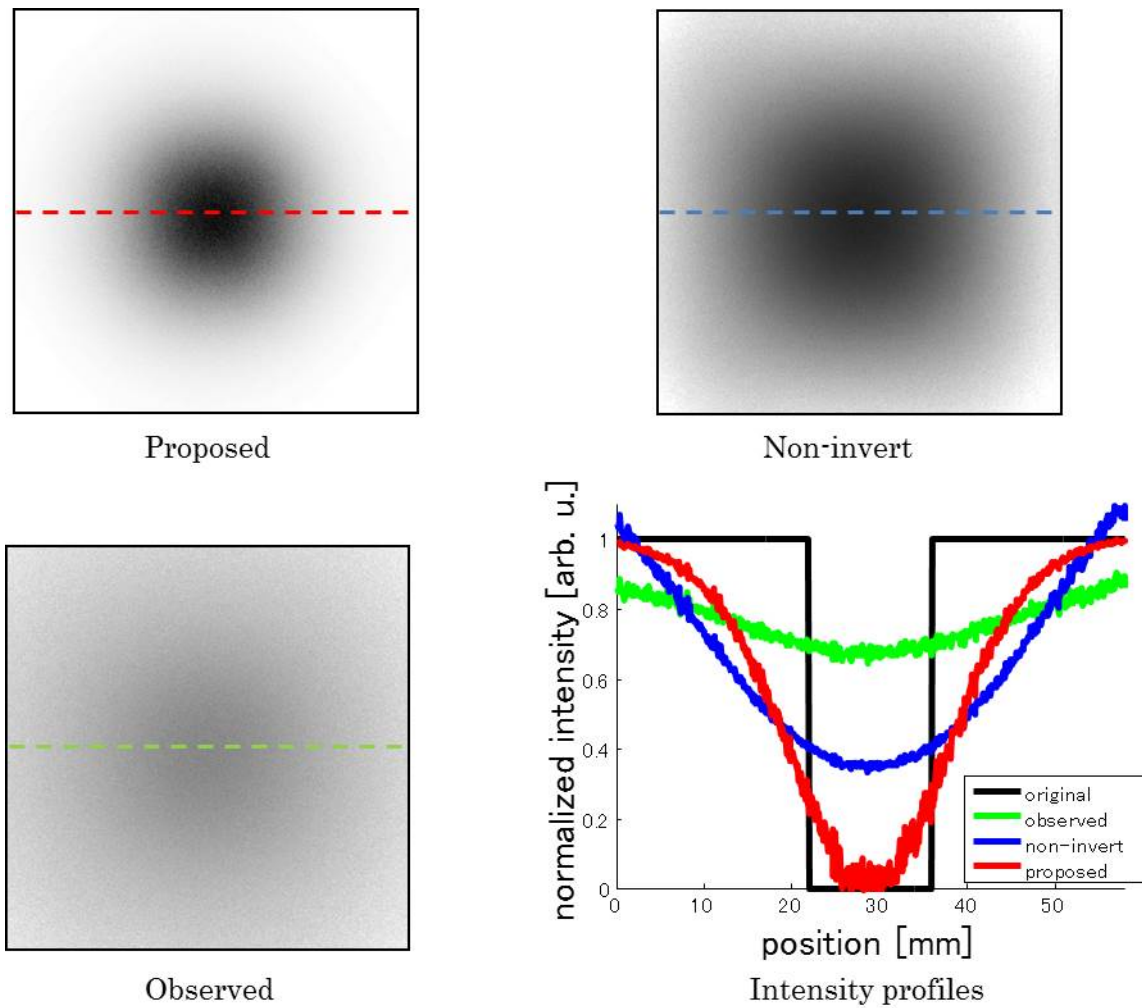 Proposed
Non-invert
normalized intensity [arb. u.]
1
0.8
0.6
0.4
0.2
0
0
10
20
30
40
50
original
observed
non-invert
proposed
position [mm]
Observed
Intensity profiles